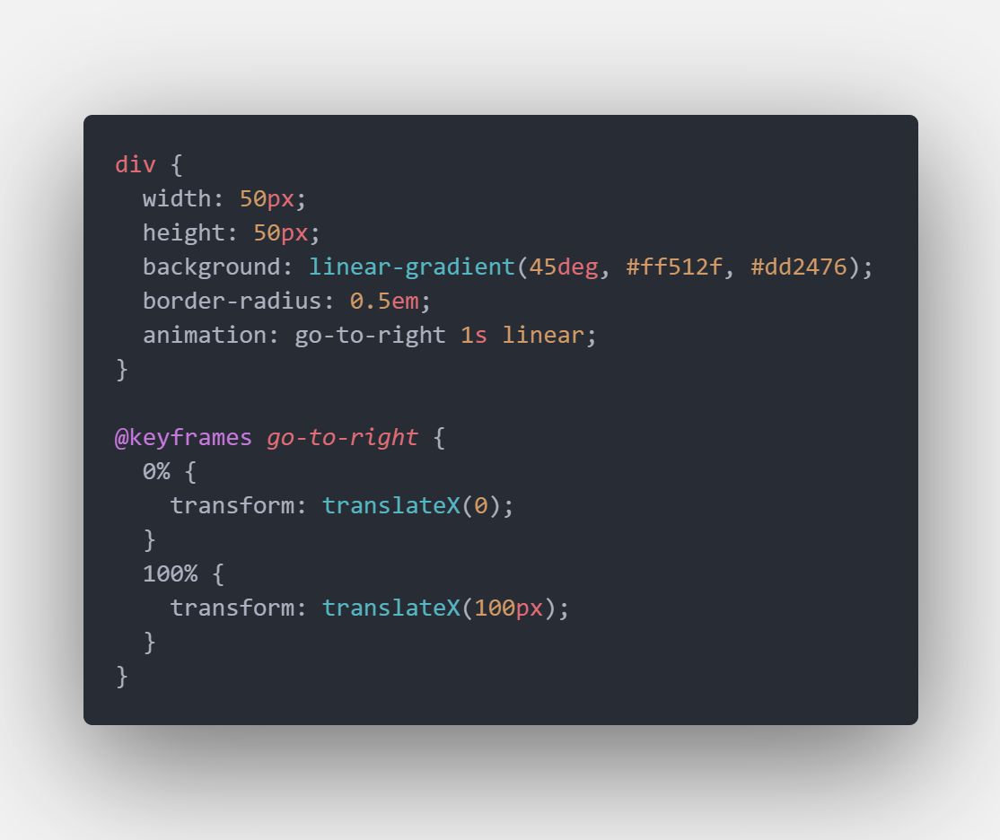 div {
  width: 50px;
  height: 50px;
  background: linear-gradient(45deg, #ff512f, #dd2476);
  border-radius: 0.5em;
  animation: go-to-right 1s linear;
}

@keyframes go-to-right {
  0% {
    transform: translateX(0);
  }
  100% {
    transform: translateX(100px);
  }
}